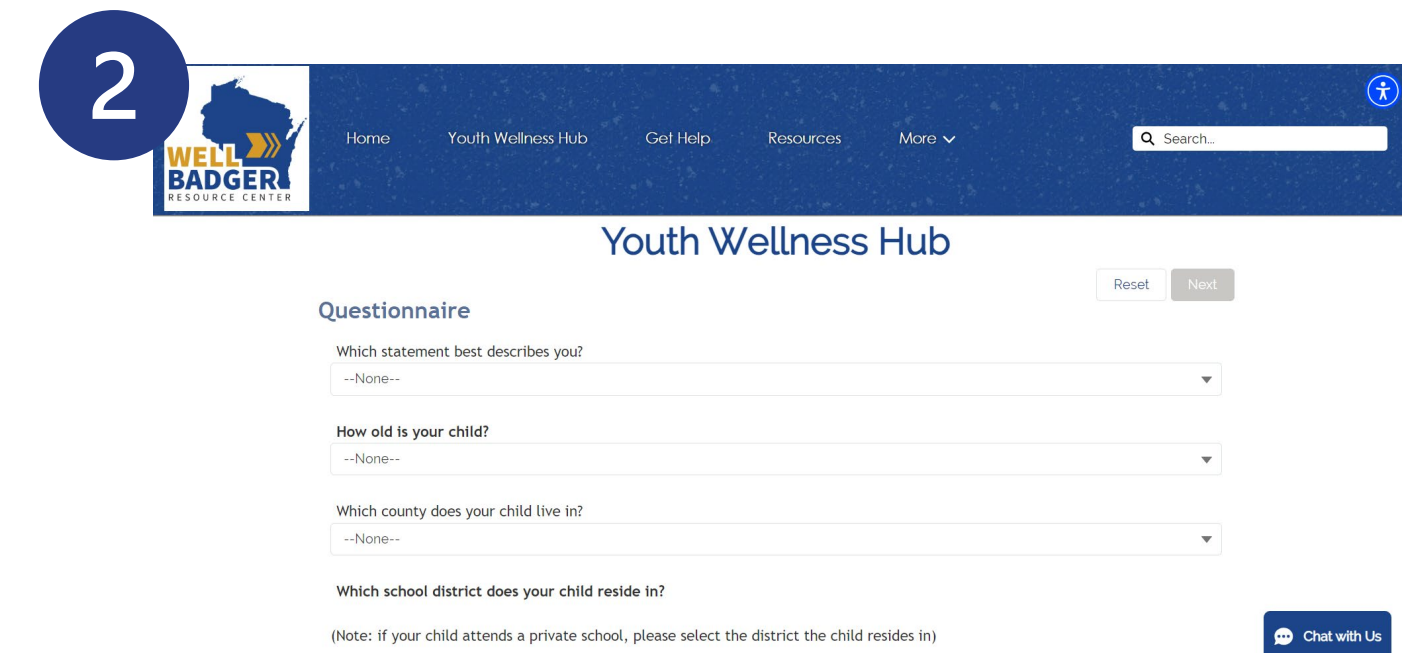 2
WELL
BADGER
RESOURCE CENTER
Home Youth Wellness Hub Get Help Resources More Search...
Youth Wellness Hub
Reset Next
Questionnaire
Which statement best describes you?
--None--
How old is your child?
--None--
Which county does your child live in?
--None--
Which school district does your child reside in?
(Note: if your child attends a private school, please select the district the child resides in)
Chat with Us